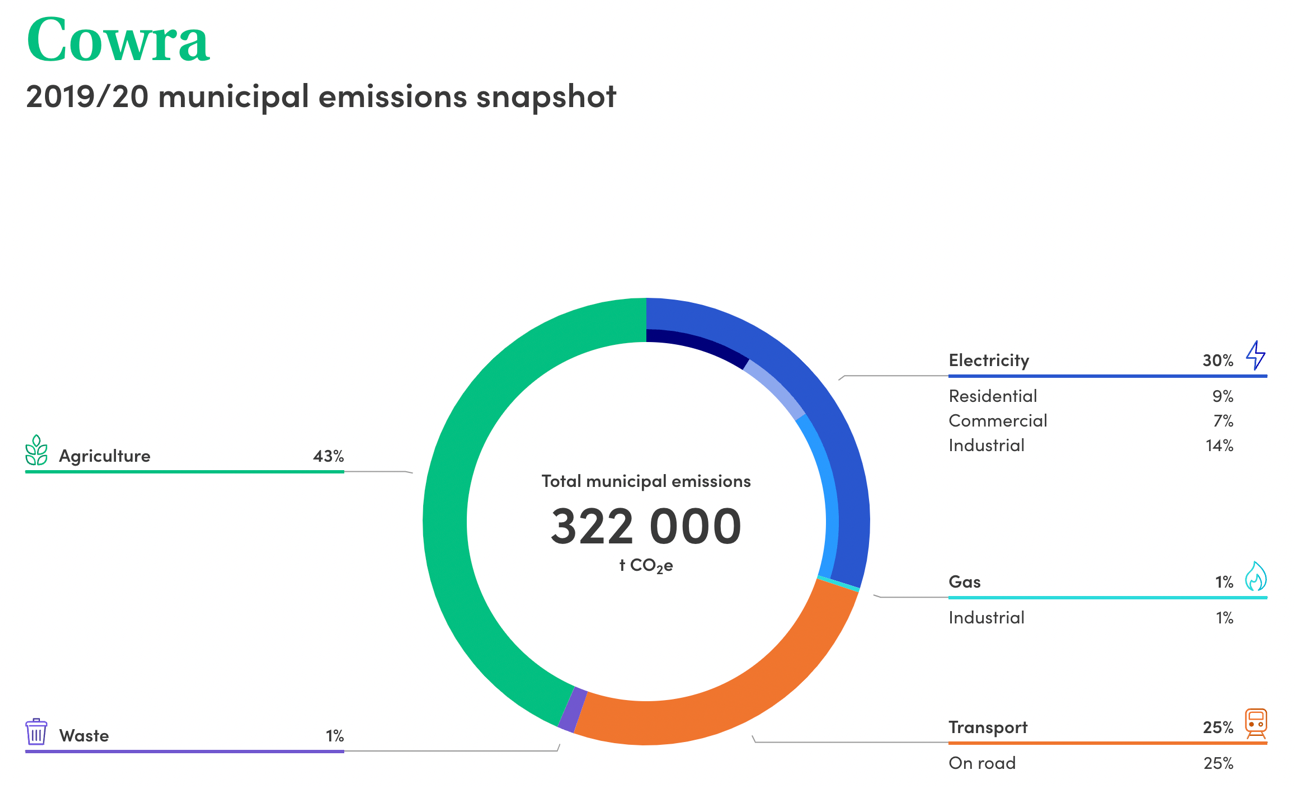 Cowra
2019/20 municipal emissions snapshot
Electricity 30%
Residential 9%
Commercial 7%
Industrial 14%
Agriculture 43%
Total municipal emissions
322 000
t CO₂e
Gas 1%
Industrial 1%
Waste 1%
Transport 25%
On road 25%